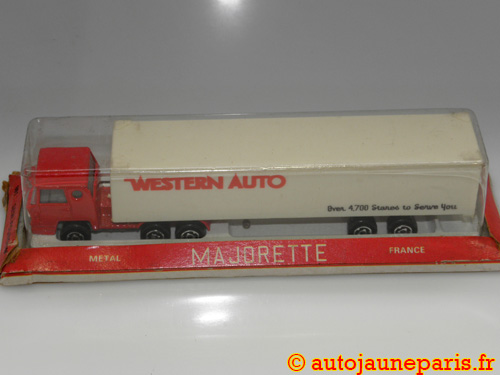 WESTERN AUTO
Over 4,700 Stores to Serve You
METAL MAJORETTE FRANCE
© autojauneparis.fr